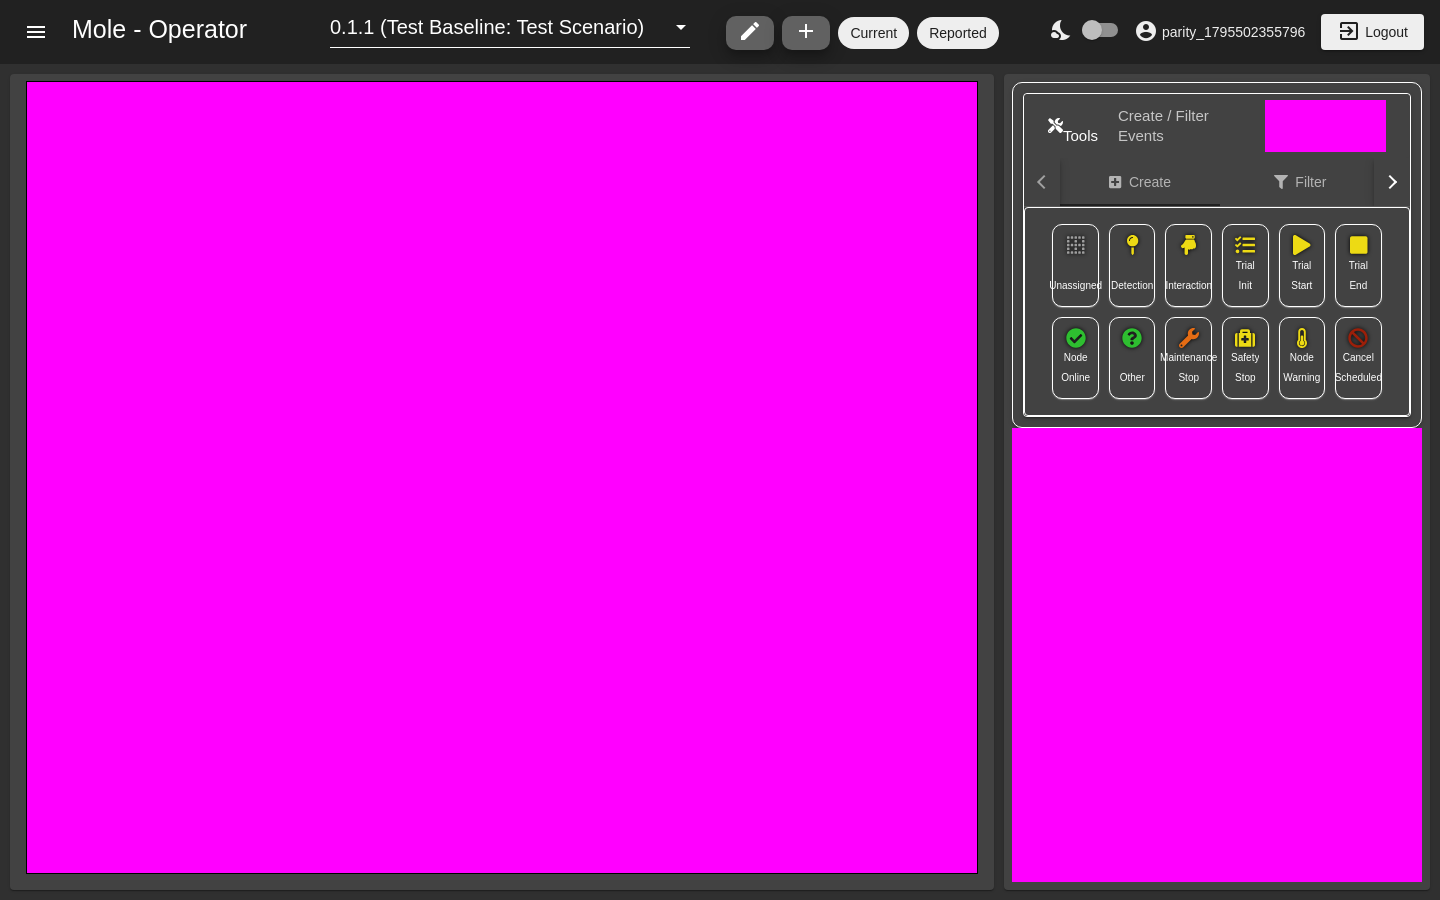 Mole - Operator
0.1.1 (Test Baseline: Test Scenario)
Current
Reported
parity_1795502355796
Logout
Tools
Create / Filter
Events
Create
Filter
Unassigned
Detection
Interaction
Trial
Init
Trial
Start
Trial
End
Node
Online
Other
Maintenance
Stop
Safety
Stop
Node
Warning
Cancel
Scheduled